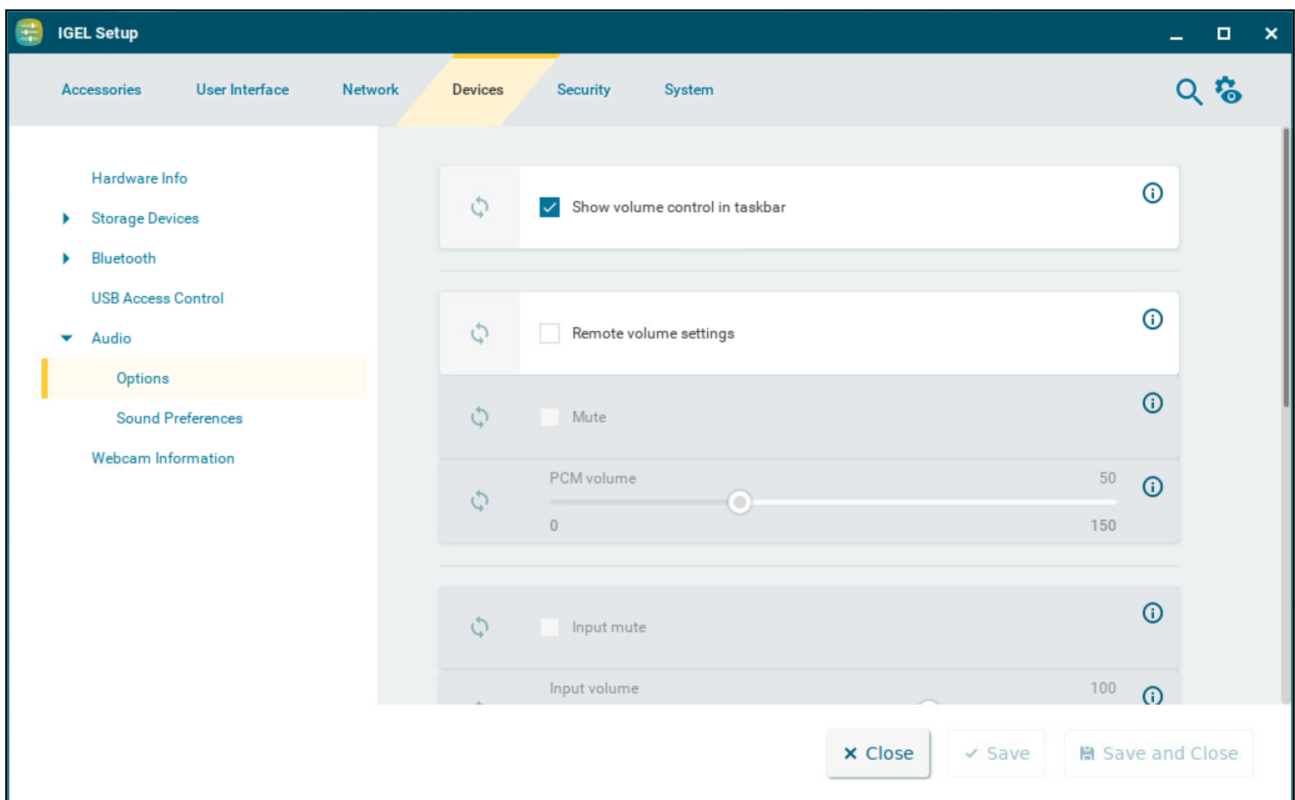 IGEL Setup
Accessories User Interface Network Devices Security System
Hardware Info
Storage Devices
Bluetooth
USB Access Control
Audio
Options
Sound Preferences
Webcam Information
Show volume control in taskbar
Remote volume settings
Mute
PCM volume 50
0 150
Input mute
Input volume 100
Close Save Save and Close